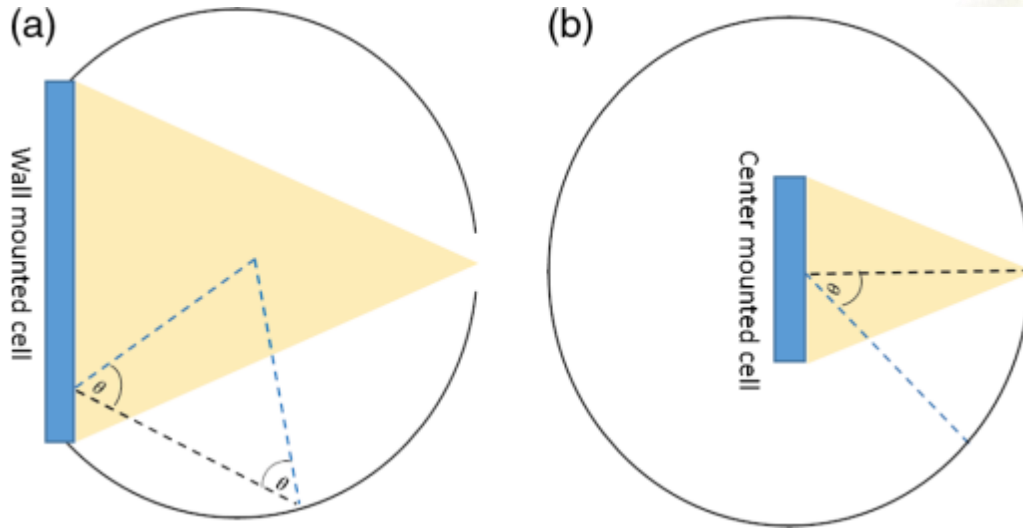 (a)
Wall mounted cell
θ
θ
(b)
Center mounted cell
θ